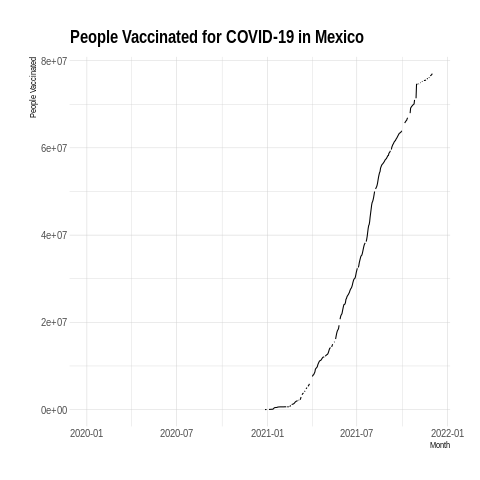 People Vaccinated for COVID-19 in Mexico
People Vaccinated
8e+07
6e+07
4e+07
2e+07
0e+00
2020-01 2020-07 2021-01 2021-07 2022-01
Month